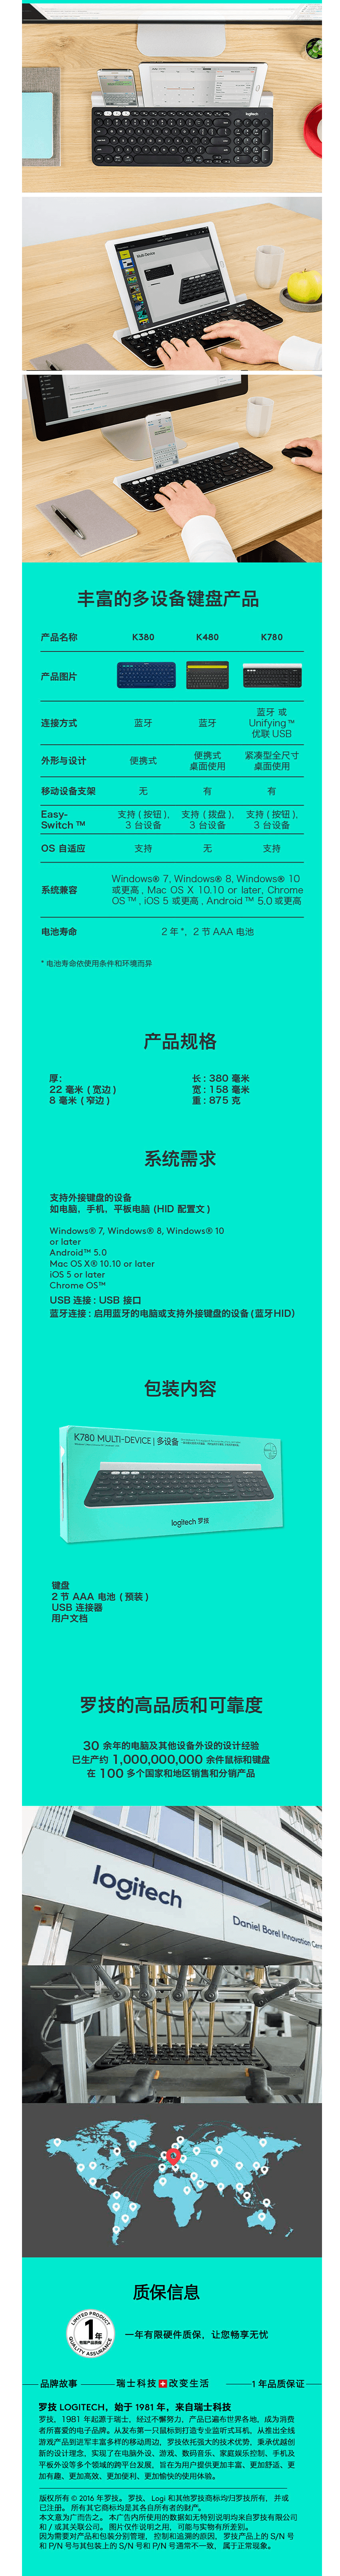 logitech
丰富的多设备键盘产品
产品名称 K380 K480 K780
产品图片
连接方式 蓝牙 蓝牙 蓝牙 或 Unifying™ 优联 USB
外形与设计 便携式 便携式 桌面使用 紧凑型全尺寸 桌面使用
移动设备支架 无 有 有
Easy-Switch ™ 支持 (按钮), 3 台设备 支持 (拨盘), 3 台设备 支持 (按钮), 3 台设备
OS 自适应 支持 无 支持
系统兼容 Windows® 7, Windows® 8, Windows® 10
或更高 , Mac OS X 10.10 or later, Chrome
OS ™ , iOS 5 或更高 , Android ™ 5.0 或更高
电池寿命 2 年 *, 2 节 AAA 电池
* 电池寿命依使用条件和环境而异
产品规格
厚:
22 毫米 ( 宽边 )
8 毫米 ( 窄边 )
长 : 380 毫米
宽 : 158 毫米
重 : 875 克
系统需求
支持外接键盘的设备
如电脑，手机，平板电脑 (HID 配置文 )
Windows® 7, Windows® 8, Windows® 10
or later
Android™ 5.0
Mac OS X® 10.10 or later
iOS 5 or later
Chrome OS™
USB 连接 : USB 接口
蓝牙连接 : 启用蓝牙的电脑或支持外接键盘的设备 (蓝牙HID)
包装内容
K780 MULTI-DEVICE | 多设备
logitech 罗技
键盘
2 节 AAA 电池 ( 预装 )
USB 连接器
用户文档
罗技的高品质和可靠度
30 余年的电脑及其他设备外设的设计经验
已生产约 1,000,000,000 余件鼠标和键盘
在 100 多个国家和地区销售和分销产品
logitech
Daniel Borel Innovation Cen
质保信息
LIMITED PRODUCT
1年
有限产品质保
QUALITY ASSURANCE
一年有限硬件质保，让您畅享无忧
品牌故事 瑞士科技 改变生活 1 年品质保证
罗技 LOGITECH，始于 1981 年，来自瑞士科技
罗技，1981 年起源于瑞士，经过不懈努力，产品已遍布世界各地，成为消费
者所喜爱的电子品牌。从发布第一只鼠标到打造专业监听式耳机，从推出全线
游戏产品到进军丰富多样的移动周边，罗技依托强大的技术优势，秉承优越创
新的设计理念，实现了在电脑外设、游戏、数码音乐、家庭娱乐控制、手机及
平板外设等多个领域的跨平台发展，旨在为用户提供更加丰富、更加舒适、更
加有趣、更加高效、更加便利、更加愉快的使用体验。
版权所有 © 2016 年罗技。 罗技、 Logi 和其他罗技商标均归罗技所有， 并或
已注册。 所有其它商标均是其各自所有者的财产。
本文意为广而告之。 本广告内所使用的数据如无特别说明均来自罗技有限公司
和 / 或其关联公司。 图片仅作说明之用，可能与实物有所差别。
因为需要对产品和包装分别管理，控制和追溯的原因， 罗技产品上的 S/N 号
和 P/N 号与其包装上的 S/N 号和 P/N 号通常不一致， 属于正常现象。